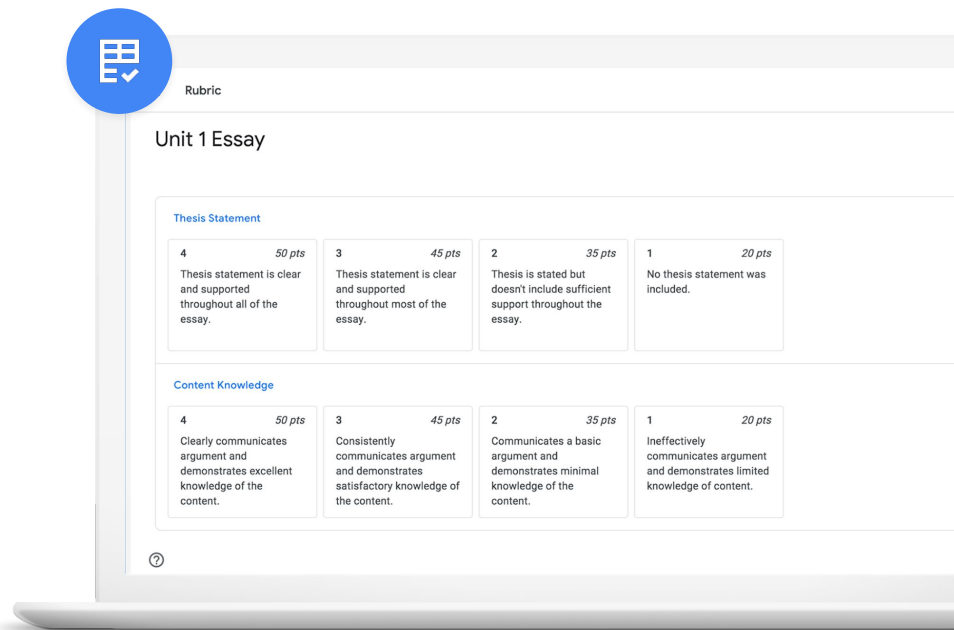 Rubric
Unit 1 Essay
Thesis Statement
4 50 pts
Thesis statement is clear
and supported
throughout all of the
essay.
3 45 pts
Thesis statement is clear
and supported
throughout most of the
essay.
2 35 pts
Thesis is stated but
doesn't include sufficient
support throughout the
essay.
1 20 pts
No thesis statement was
included.
Content Knowledge
4 50 pts
Clearly communicates
argument and
demonstrates excellent
knowledge of the
content.
3 45 pts
Consistently
communicates argument
and demonstrates
satisfactory knowledge of
the content.
2 35 pts
Communicates a basic
argument and
demonstrates minimal
knowledge of the
content.
1 20 pts
Ineffectively
communicates argument
and demonstrates limited
knowledge of content.
?